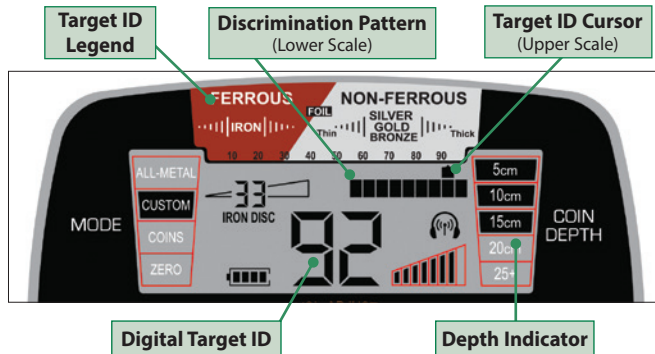 Target ID
Legend
Discrimination Pattern
(Lower Scale)
Target ID Cursor
(Upper Scale)
FERROUS
NON-FERROUS
FOIL
IRON
Thin
SILVER
GOLD
BRONZE
Thick
10 20 30 40 50 60 70 80 90
MODE
ALL-METAL
CUSTOM
COINS
ZERO
33
IRON DISC
92
5cm
10cm
15cm
20cm
25+
COIN
DEPTH
Digital Target ID
Depth Indicator